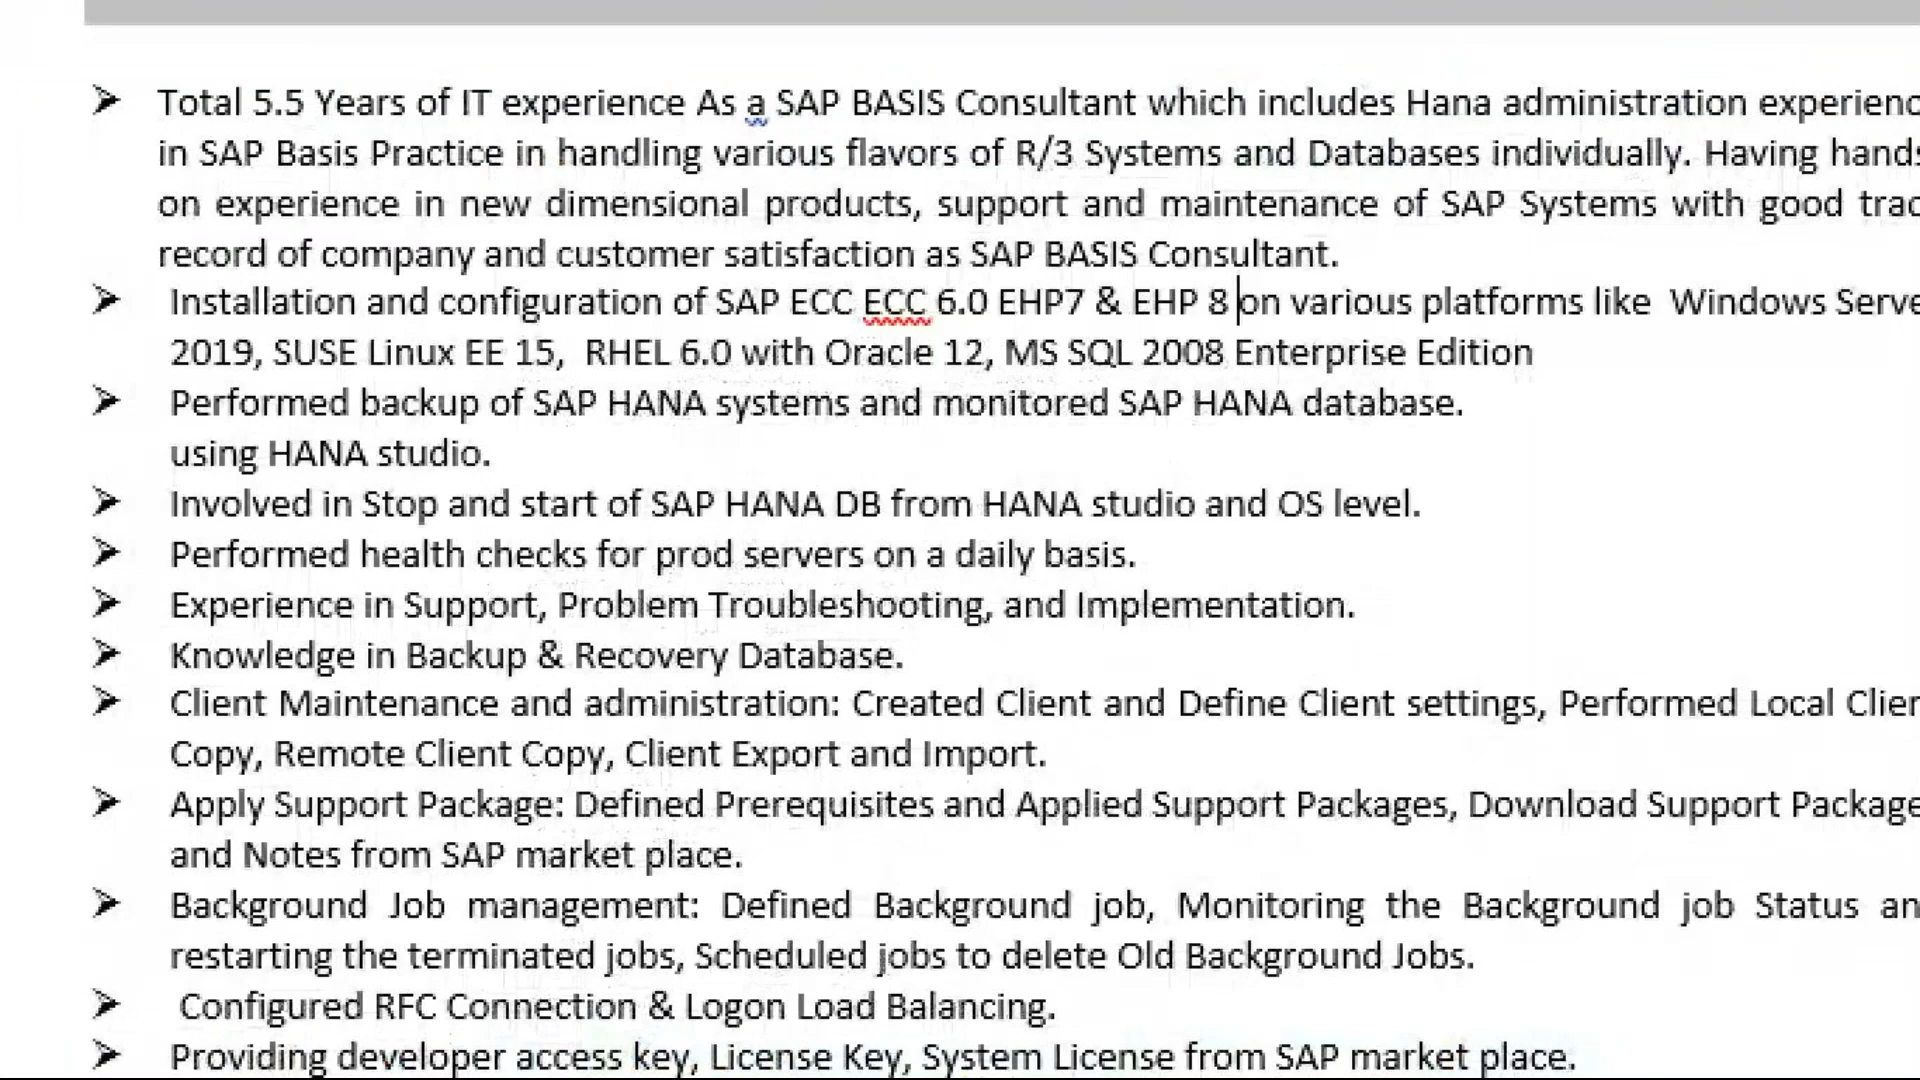 ➤ Total 5.5 Years of IT experience As a SAP BASIS Consultant which includes Hana administration
in SAP Basis Practice in handling various flavors of R/3 Systems and Databases individually. Having
on experience in new dimensional products, support and maintenance of SAP Systems with good
record of company and customer satisfaction as SAP BASIS Consultant.
➤ Installation and configuration of SAP ECC ECC 6.0 EHP7 & EHP 8 on various platforms like Windows
2019, SUSE Linux EE 15, RHEL 6.0 with Oracle 12, MS SQL 2008 Enterprise Edition
➤ Performed backup of SAP HANA systems and monitored SAP HANA database.
using HANA studio.
➤ Involved in Stop and start of SAP HANA DB from HANA studio and OS level.
➤ Performed health checks for prod servers on a daily basis.
➤ Experience in Support, Problem Troubleshooting, and Implementation.
➤ Knowledge in Backup & Recovery Database.
➤ Client Maintenance and administration: Created Client and Define Client settings, Performed Local
Copy, Remote Client Copy, Client Export and Import.
➤ Apply Support Package: Defined Prerequisites and Applied Support Packages, Download Support Package
and Notes from SAP market place.
➤ Background Job management: Defined Background job, Monitoring the Background job Status
restarting the terminated jobs, Scheduled jobs to delete Old Background Jobs.
➤ Configured RFC Connection & Logon Load Balancing.
➤ Providing developer access key, License Key, System License from SAP market place.